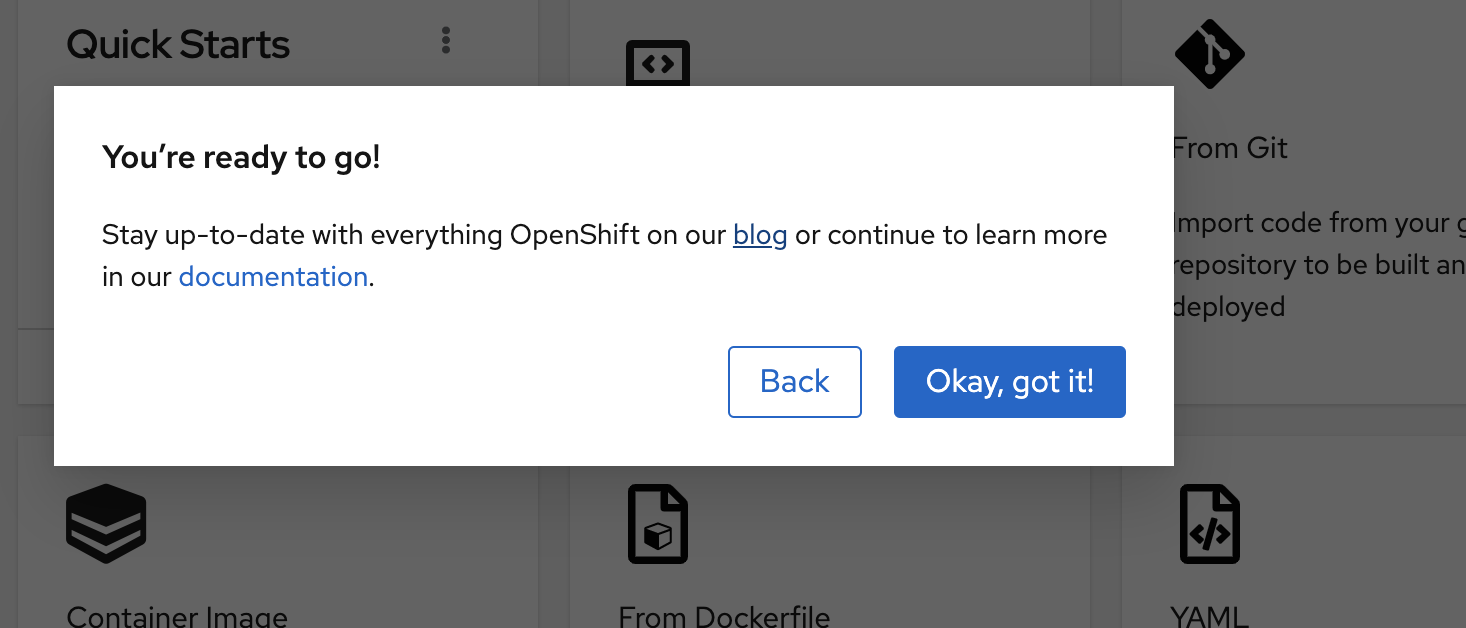 Quick Starts
You’re ready to go!
Stay up-to-date with everything OpenShift on our blog or continue to learn more
in our documentation.
Back
Okay, got it!
From Git
Import code from your
repository to be built
deployed
Container Image
From Dockerfile
YAML